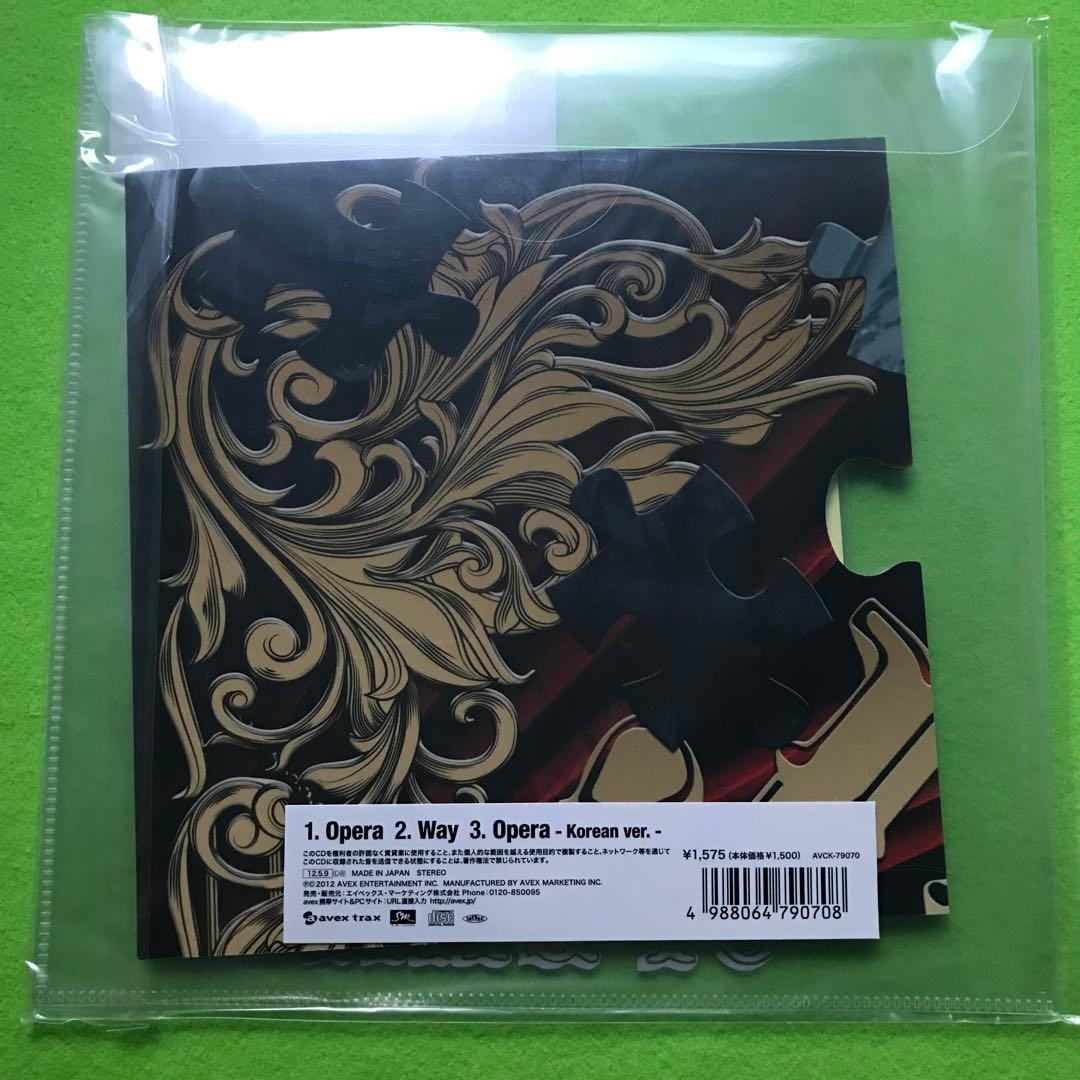 1. Opera 2. Way 3. Opera - Korean ver. -
このCDを権利者の許諾なく賃貸業に使用すること、また個人的な範囲を越える使用目的で複製すること、ネットワーク等を通じて
このCDに収録された音を送信できる状態にすることは、著作権法で禁じられています。
¥1,575 (本体価格¥1,500) AVCK-79070
12.5.9 MADE IN JAPAN STEREO
℗©2012 AVEX ENTERTAINMENT INC. MANUFACTURED BY AVEX MARKETING INC.
発売・販売元:エイベックス・マーケティング株式会社 Phone:0120-850095
avex携帯サイト&PCサイト:URL直接入力 http://avex.jp/
avex trax
disc
DIGITAL AUDIO
4 988064 790708